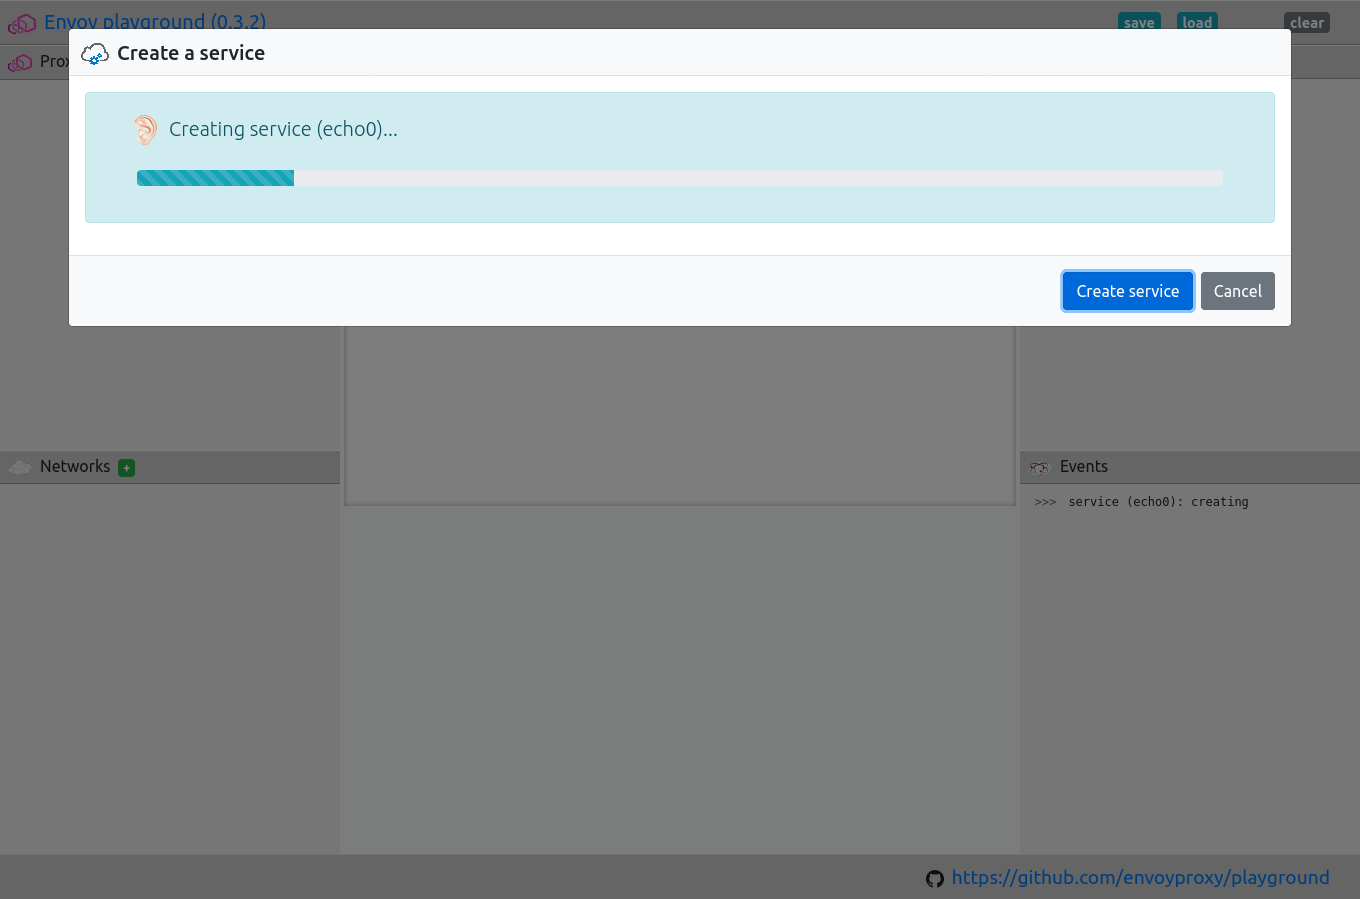 Envoy playground (0.3.2)
save
load
clear
Create a service
Creating service (echo0)...
Create service
Cancel
Networks +
Events
>>> service (echo0): creating
https://github.com/envoyproxy/playground